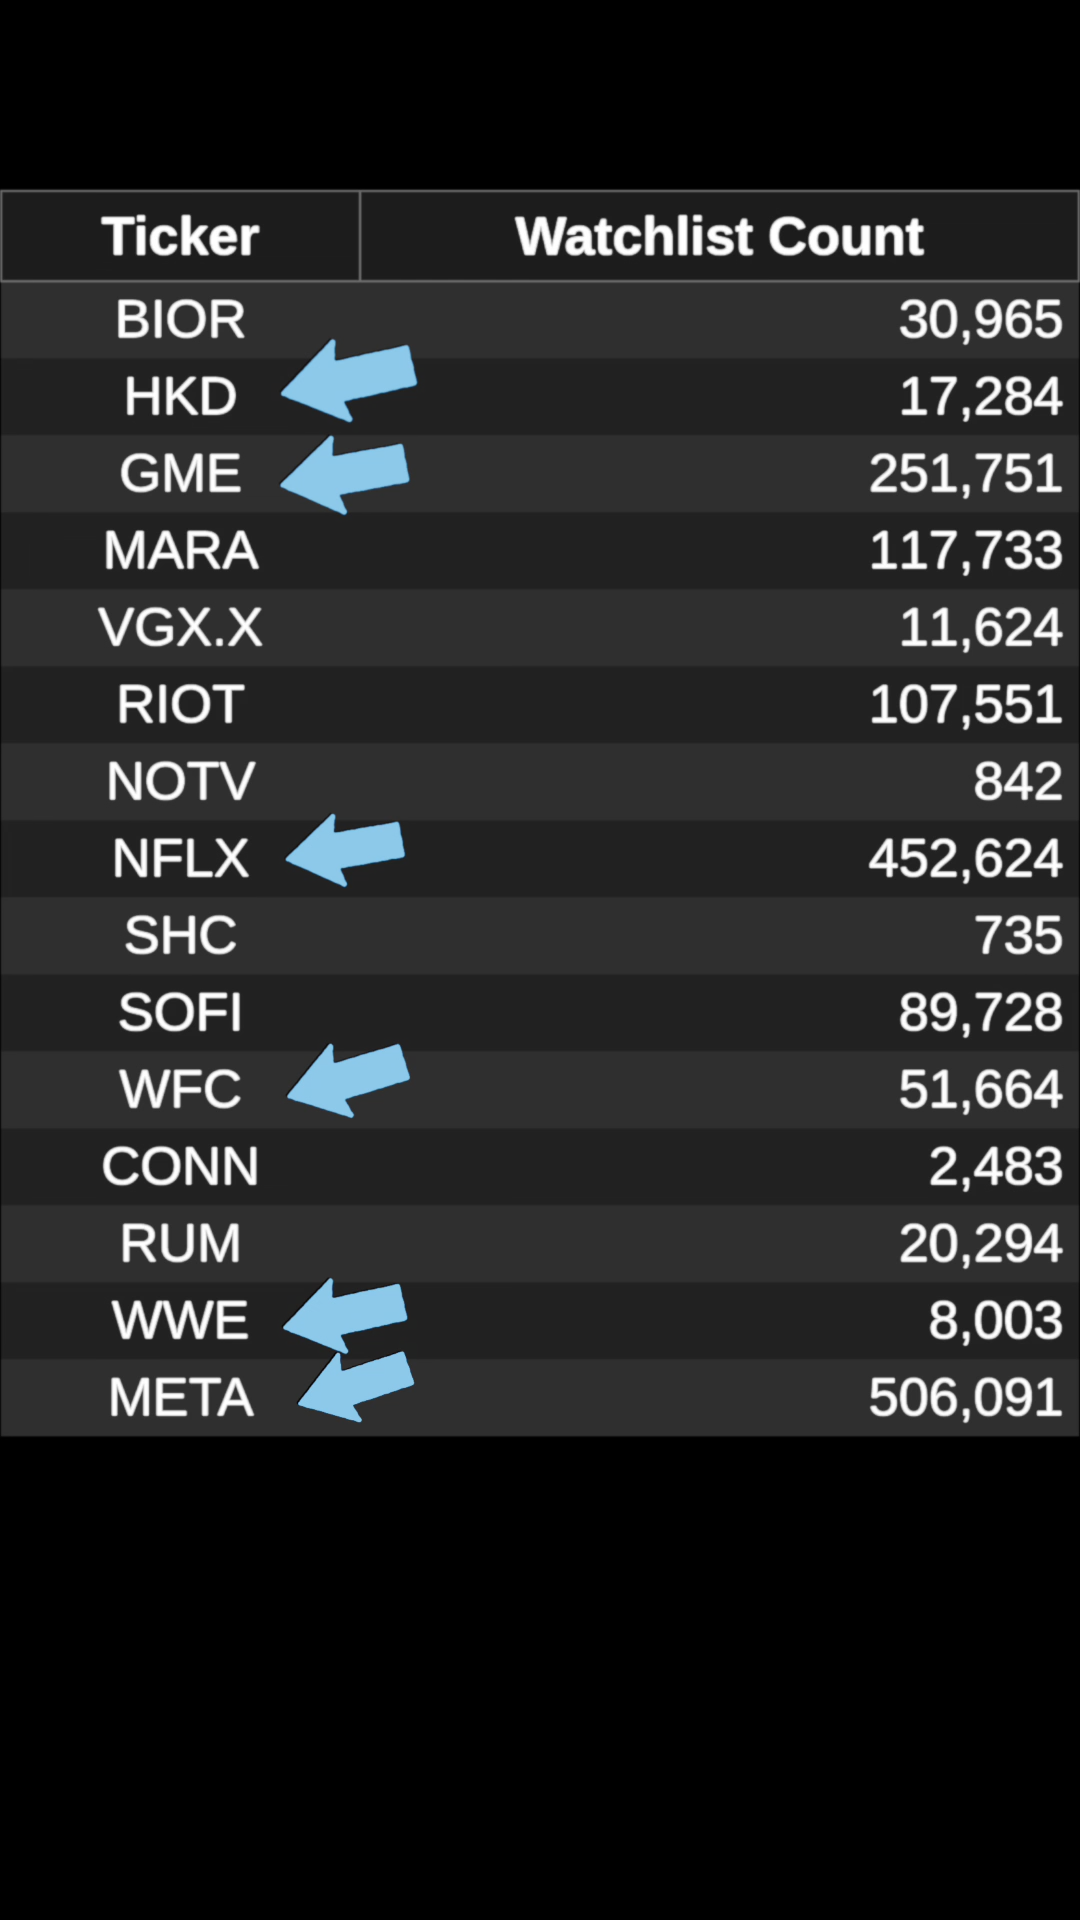 Ticker Watchlist Count
BIOR 30,965
HKD 17,284
GME 251,751
MARA 117,733
VGX.X 11,624
RIOT 107,551
NOTV 842
NFLX 452,624
SHC 735
SOFI 89,728
WFC 51,664
CONN 2,483
RUM 20,294
WWE 8,003
META 506,091